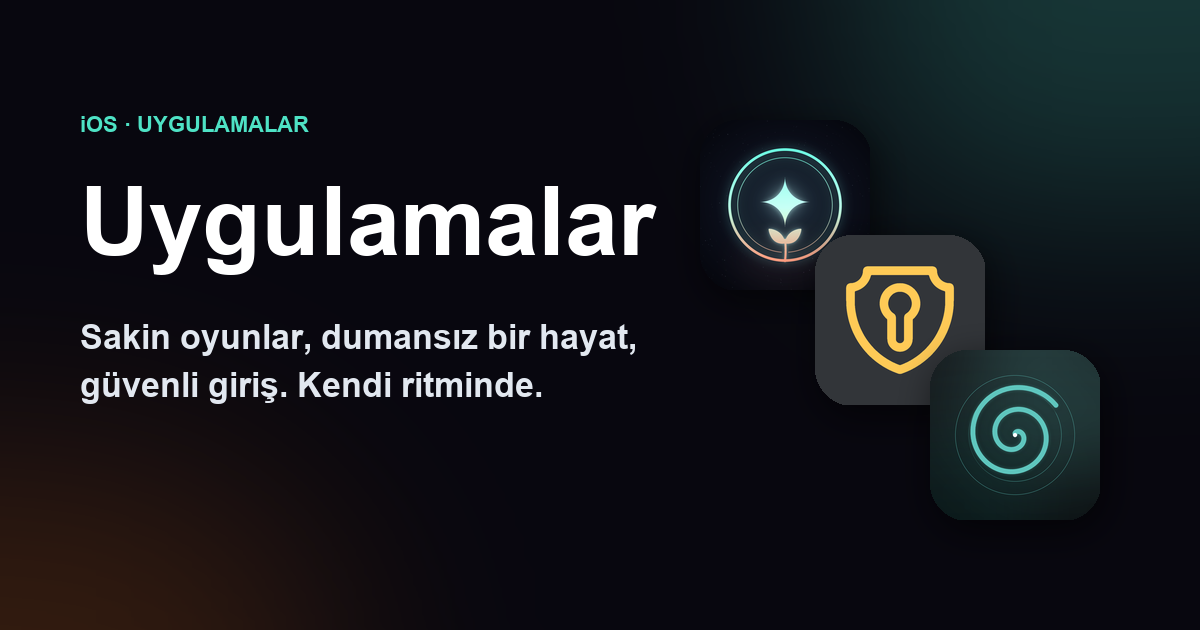 iOS · UYGULAMALAR
Uygulamalar
Sakin oyunlar, dumansız bir hayat,
güvenli giriş. Kendi ritminde.